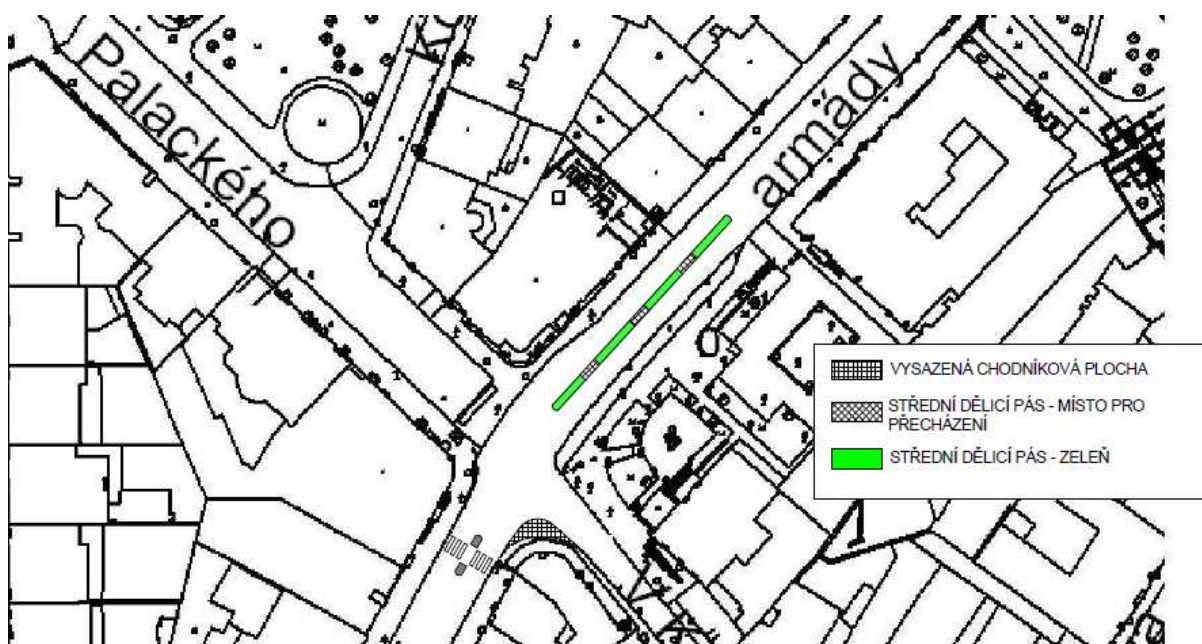 Palackého
armády
VYSAZENÁ CHODNÍKOVÁ PLOCHA
STŘEDNÍ DĚLICÍ PÁS - MÍSTO PRO
PŘECHÁZENÍ
STŘEDNÍ DĚLICÍ PÁS - ZELEŇ